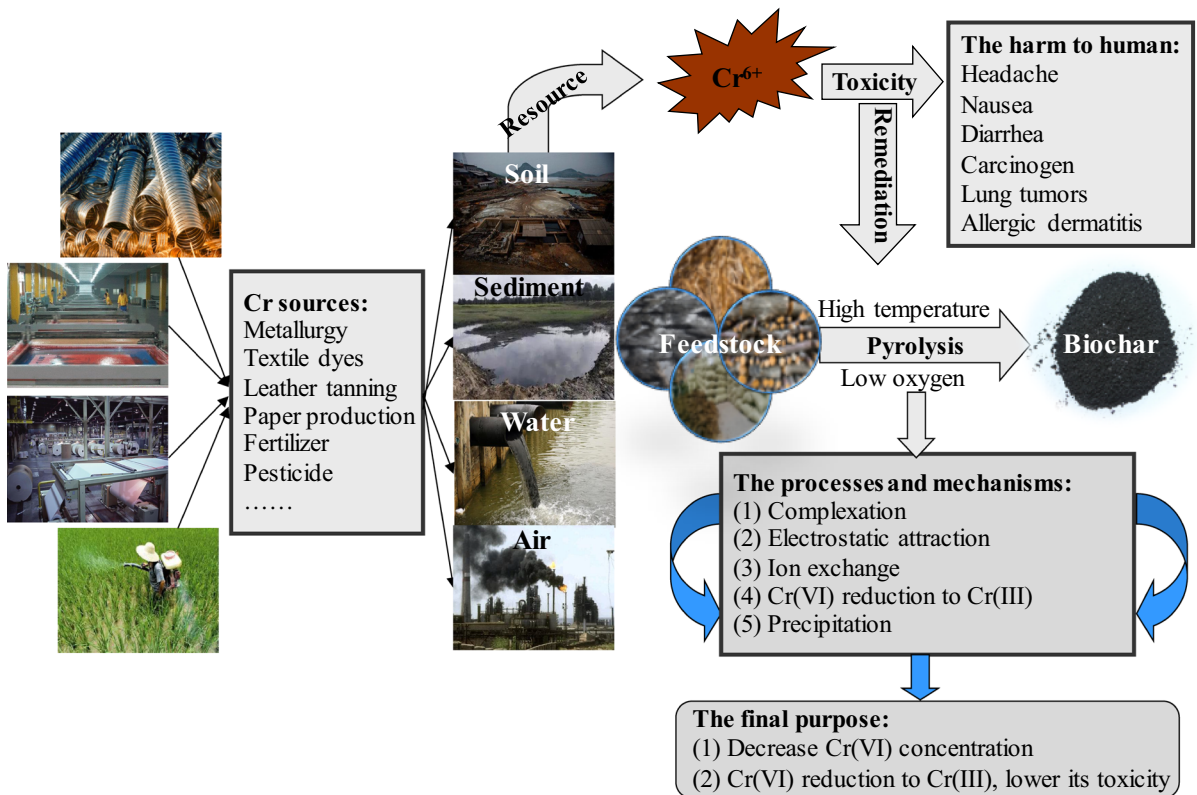 Cr sources:
Metallurgy
Textile dyes
Leather tanning
Paper production
Fertilizer
Pesticide
……
Soil
Sediment
Water
Air
Resource
Cr6+
Toxicity
The harm to human:
Headache
Nausea
Diarrhea
Carcinogen
Lung tumors
Allergic dermatitis
Remediation
Feedstock
High temperature
Pyrolysis
Low oxygen
Biochar
The processes and mechanisms:
(1) Complexation
(2) Electrostatic attraction
(3) Ion exchange
(4) Cr(VI) reduction to Cr(III)
(5) Precipitation
The final purpose:
(1) Decrease Cr(VI) concentration
(2) Cr(VI) reduction to Cr(III), lower its toxicity